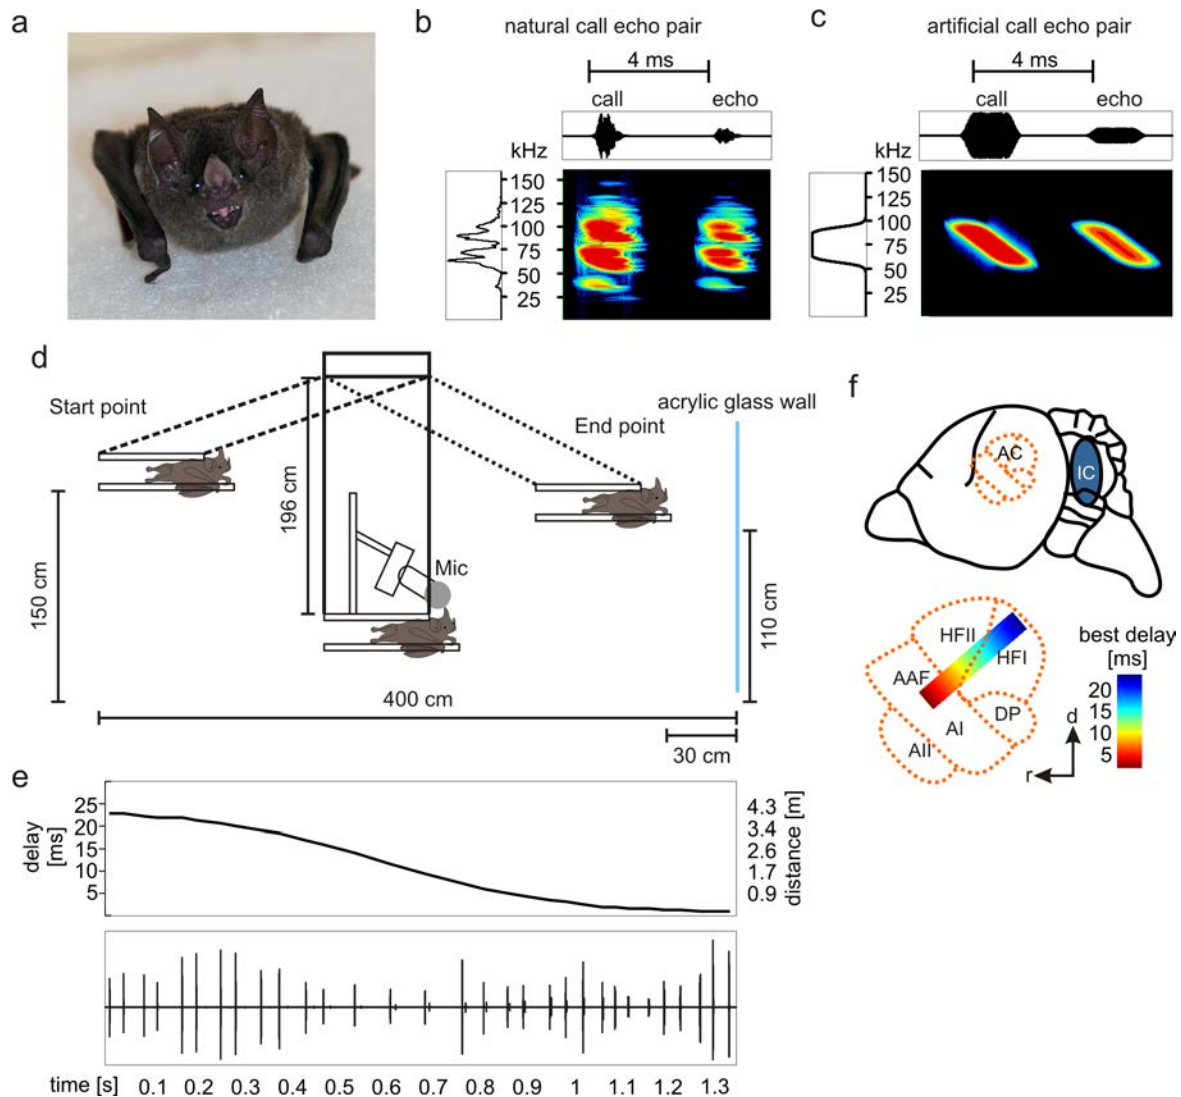 a
b
natural call echo pair
4 ms
call
echo
kHz
150
125
100
75
50
25
c
artificial call echo pair
4 ms
call
echo
kHz
150
125
100
75
50
25
d
Start point
End point
acrylic glass wall
196 cm
Mic
150 cm
110 cm
400 cm
30 cm
e
delay
[ms]
25
20
15
10
5
4.3
3.4
2.6
1.7
0.9
distance [m]
time [s]
0.1 0.2 0.3 0.4 0.5 0.6 0.7 0.8 0.9 1 1.1 1.2 1.3
f
AC
IC
HFII
HFI
AAF
DP
AI
AII
d
r
best delay
[ms]
20
15
10
5